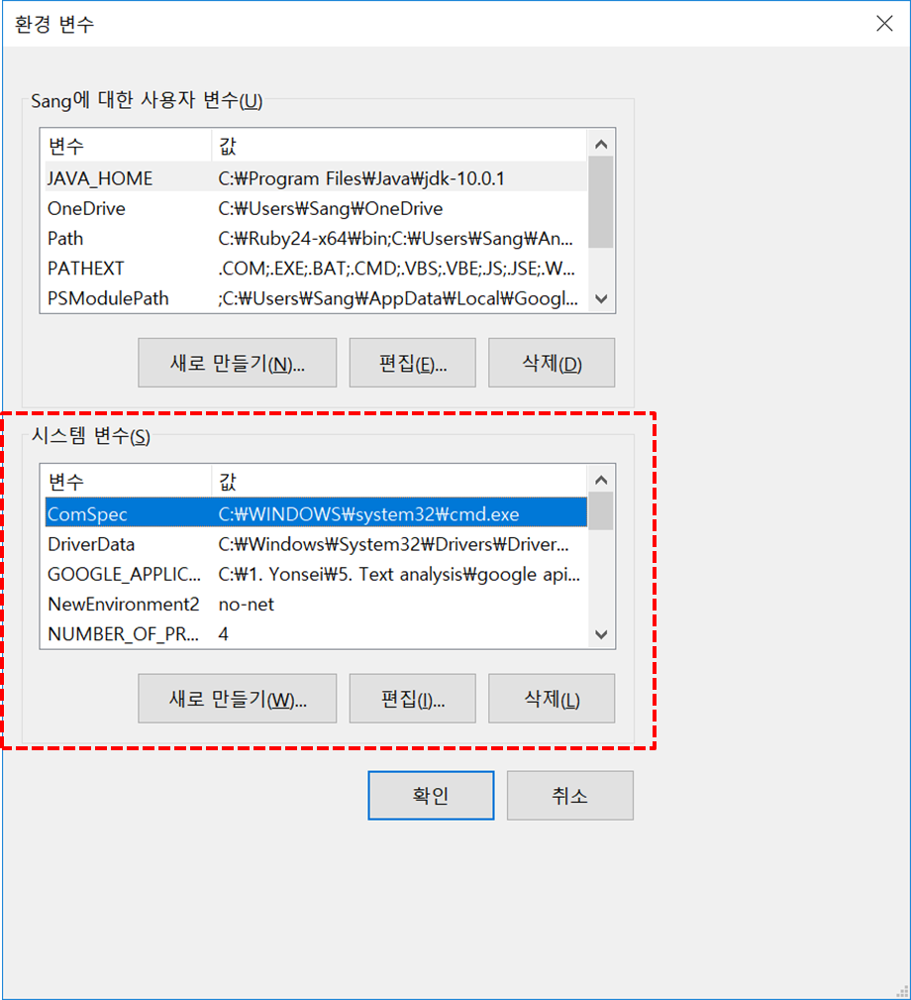 환경 변수
Sang에 대한 사용자 변수(U)
변수 값
JAVA_HOME C:₩Program Files₩Java₩jdk-10.0.1
OneDrive C:₩Users₩Sang₩OneDrive
Path C:₩Ruby24-x64₩bin;C:₩Users₩Sang₩An...
PATHEXT .COM;.EXE;.BAT;.CMD;.VBS;.VBE;.JS;.JSE;.W...
PSModulePath ;C:₩Users₩Sang₩AppData₩Local₩Googl...
새로 만들기(N)... 편집(E)... 삭제(D)
시스템 변수(S)
변수 값
ComSpec C:₩WINDOWS₩system32₩cmd.exe
DriverData C:₩Windows₩System32₩Drivers₩Driver...
GOOGLE_APPLIC... C:₩1. Yonsei₩5. Text analysis₩google api...
NewEnvironment2 no-net
NUMBER_OF_PR... 4
새로 만들기(W)... 편집(I)... 삭제(L)
확인 취소